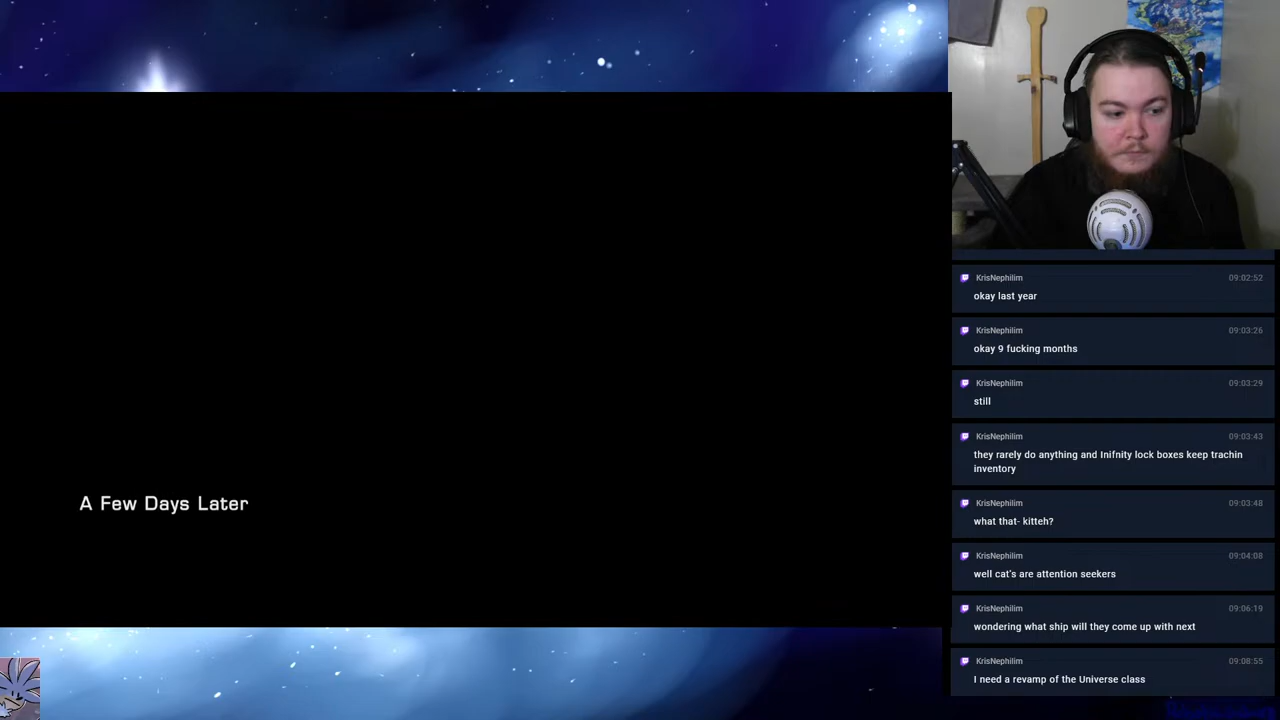 A Few Days Later
KrisNephilim 09:02:52
okay last year
KrisNephilim 09:03:26
okay 9 fucking months
KrisNephilim 09:03:29
still
KrisNephilim 09:03:43
they rarely do anything and Inifnity lock boxes keep trachin
inventory
KrisNephilim 09:03:48
what that- kitteh?
KrisNephilim 09:04:08
well cat's are attention seekers
KrisNephilim 09:06:19
wondering what ship will they come up with next
KrisNephilim 09:08:55
I need a revamp of the Universe class